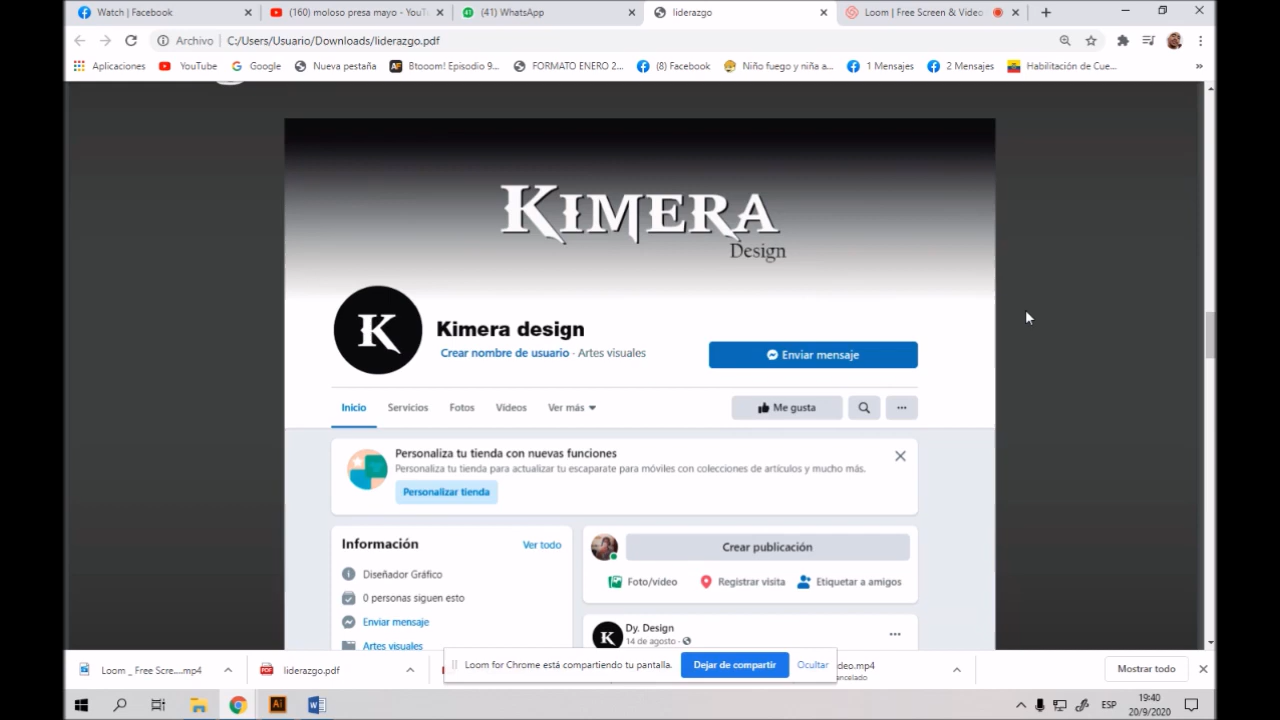 Watch | Facebook
(160) moloso presa mayo - YouT
(41) WhatsApp
liderazgo
Loom | Free Screen & Video
Archivo
C:/Users/Usuario/Downloads/liderazgo.pdf
Aplicaciones
YouTube
Google
Nueva pestaña
Btooom! Episodio 9...
FORMATO ENERO 2...
(8) Facebook
Niño fuego y niña a...
1 Mensajes
2 Mensajes
Habilitación de Cue...
»
KIMERA
Design
K
Kimera design
Crear nombre de usuario · Artes visuales
Enviar mensaje
Inicio
Servicios
Fotos
Vídeos
Ver más
Me gusta
Personaliza tu tienda con nuevas funciones
Personaliza tu tienda para actualizar tu escaparate para móviles con colecciones de artículos y mucho más.
Personalizar tienda
Información
Ver todo
Diseñador Gráfico
0 personas siguen esto
Enviar mensaje
Artes visuales
Crear publicación
Foto/video
Registrar visita
Etiquetar a amigos
K
Dy. Design
14 de agosto ·
Loom _ Free Scre....mp4
liderazgo.pdf
Loom for Chrome está compartiendo tu pantalla.
Dejar de compartir
Ocultar
deo.mp4
ncelado
Mostrar todo
Ai
W
ESP
19:40
20/9/2020